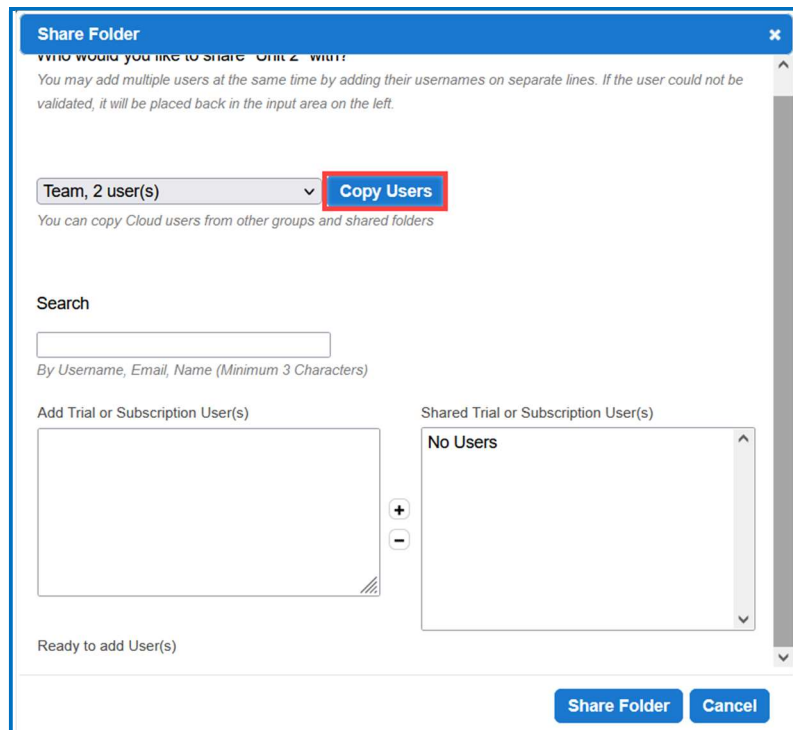 Share Folder
Who would you like to share "Unit 2" with?
You may add multiple users at the same time by adding their usernames on separate lines. If the user could not be
validated, it will be placed back in the input area on the left.
Team, 2 user(s)
Copy Users
You can copy Cloud users from other groups and shared folders
Search
By Username, Email, Name (Minimum 3 Characters)
Add Trial or Subscription User(s)
Shared Trial or Subscription User(s)
No Users
Ready to add User(s)
Share Folder
Cancel